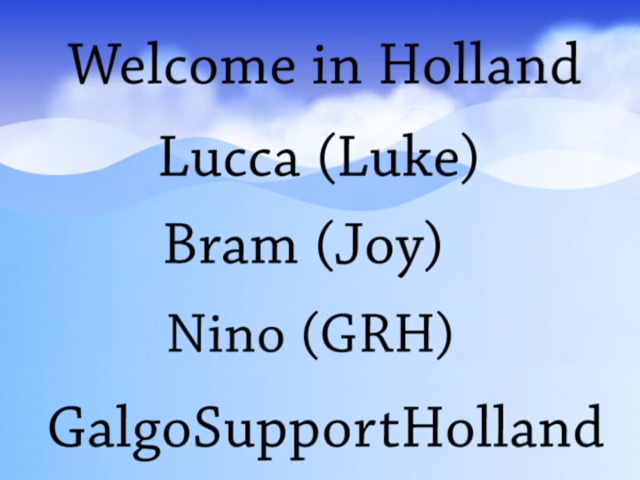 Welcome in Holland
Lucca (Luke)
Bram (Joy)
Nino (GRH)
GalgoSupportHolland